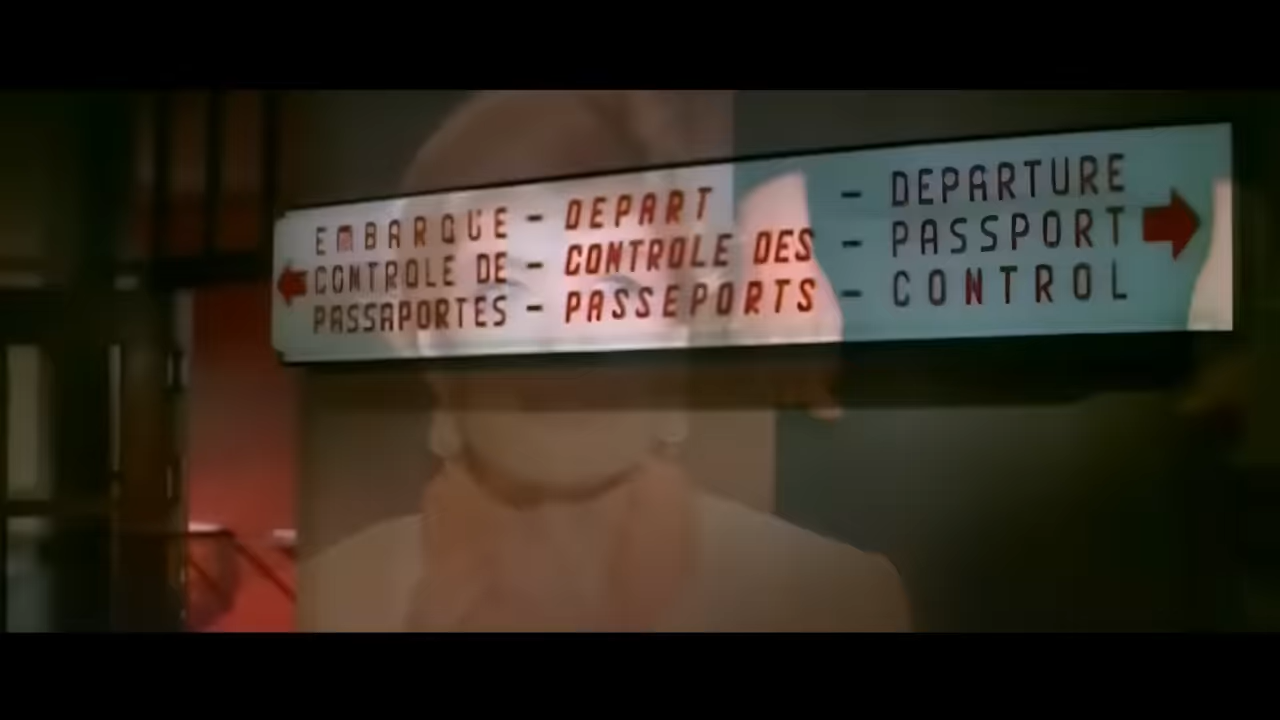 EMBARQUE - DEPART - DEPARTURE
CONTROLE DE - CONTROLE DES - PASSPORT
PASSAPORTES - PASSEPORTS - CONTROL